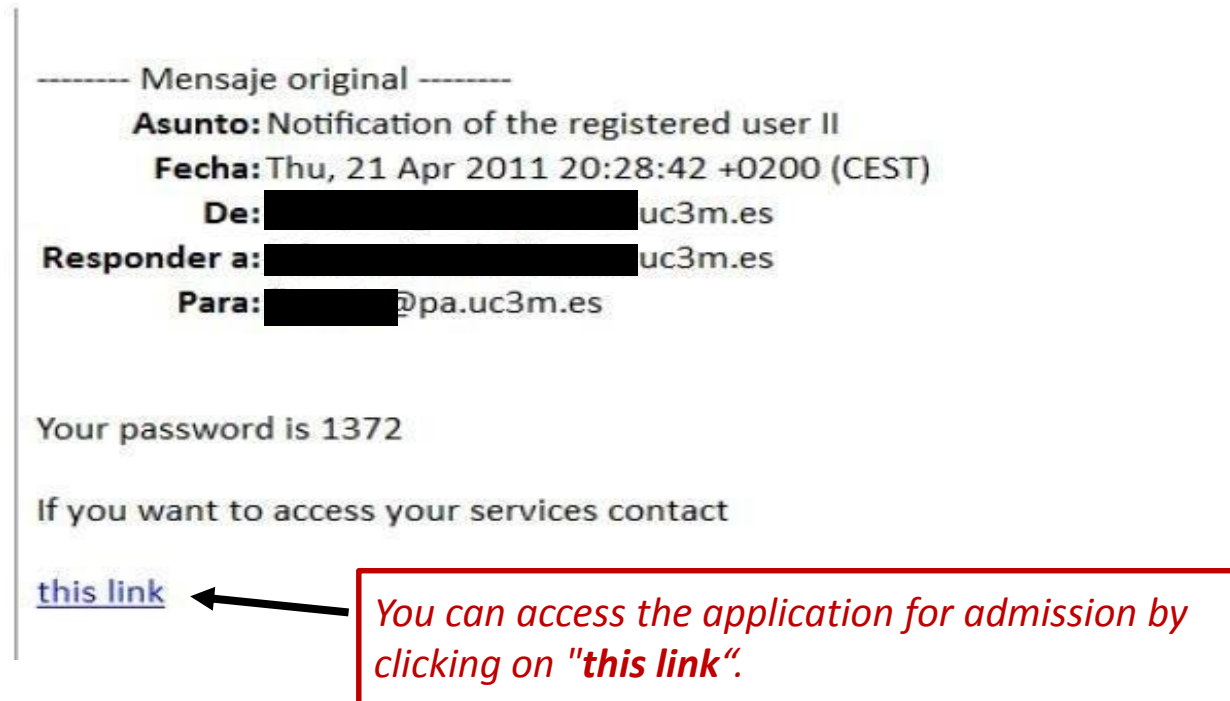 -------- Mensaje original --------
Asunto: Notification of the registered user II
Fecha: Thu, 21 Apr 2011 20:28:42 +0200 (CEST)
De: uc3m.es
Responder a: uc3m.es
Para: @pa.uc3m.es
Your password is 1372
If you want to access your services contact
this link
You can access the application for admission by
clicking on "this link“.